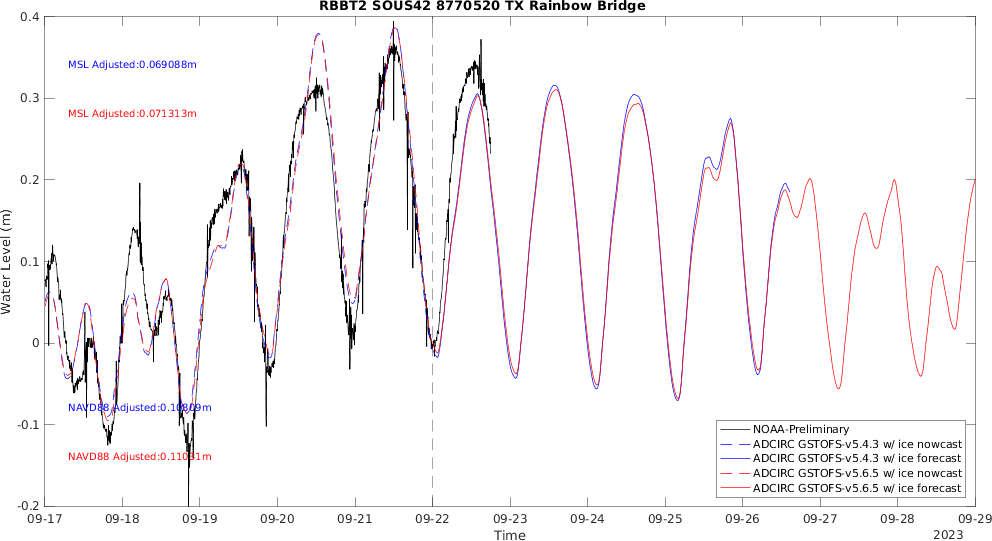 RBBT2 SOUS42 8770520 TX Rainbow Bridge
0.4
0.3
0.2
0.1
0
-0.1
-0.2
Water Level (m)
MSL Adjusted:0.069088m
MSL Adjusted:0.071313m
NAVD88 Adjusted:0.10809m
NAVD88 Adjusted:0.11031m
NOAA-Preliminary
ADCIRC GSTOFS-v5.4.3 w/ ice nowcast
ADCIRC GSTOFS-v5.4.3 w/ ice forecast
ADCIRC GSTOFS-v5.6.5 w/ ice nowcast
ADCIRC GSTOFS-v5.6.5 w/ ice forecast
09-17 09-18 09-19 09-20 09-21 09-22 09-23 09-24 09-25 09-26 09-27 09-28 09-29
Time
2023